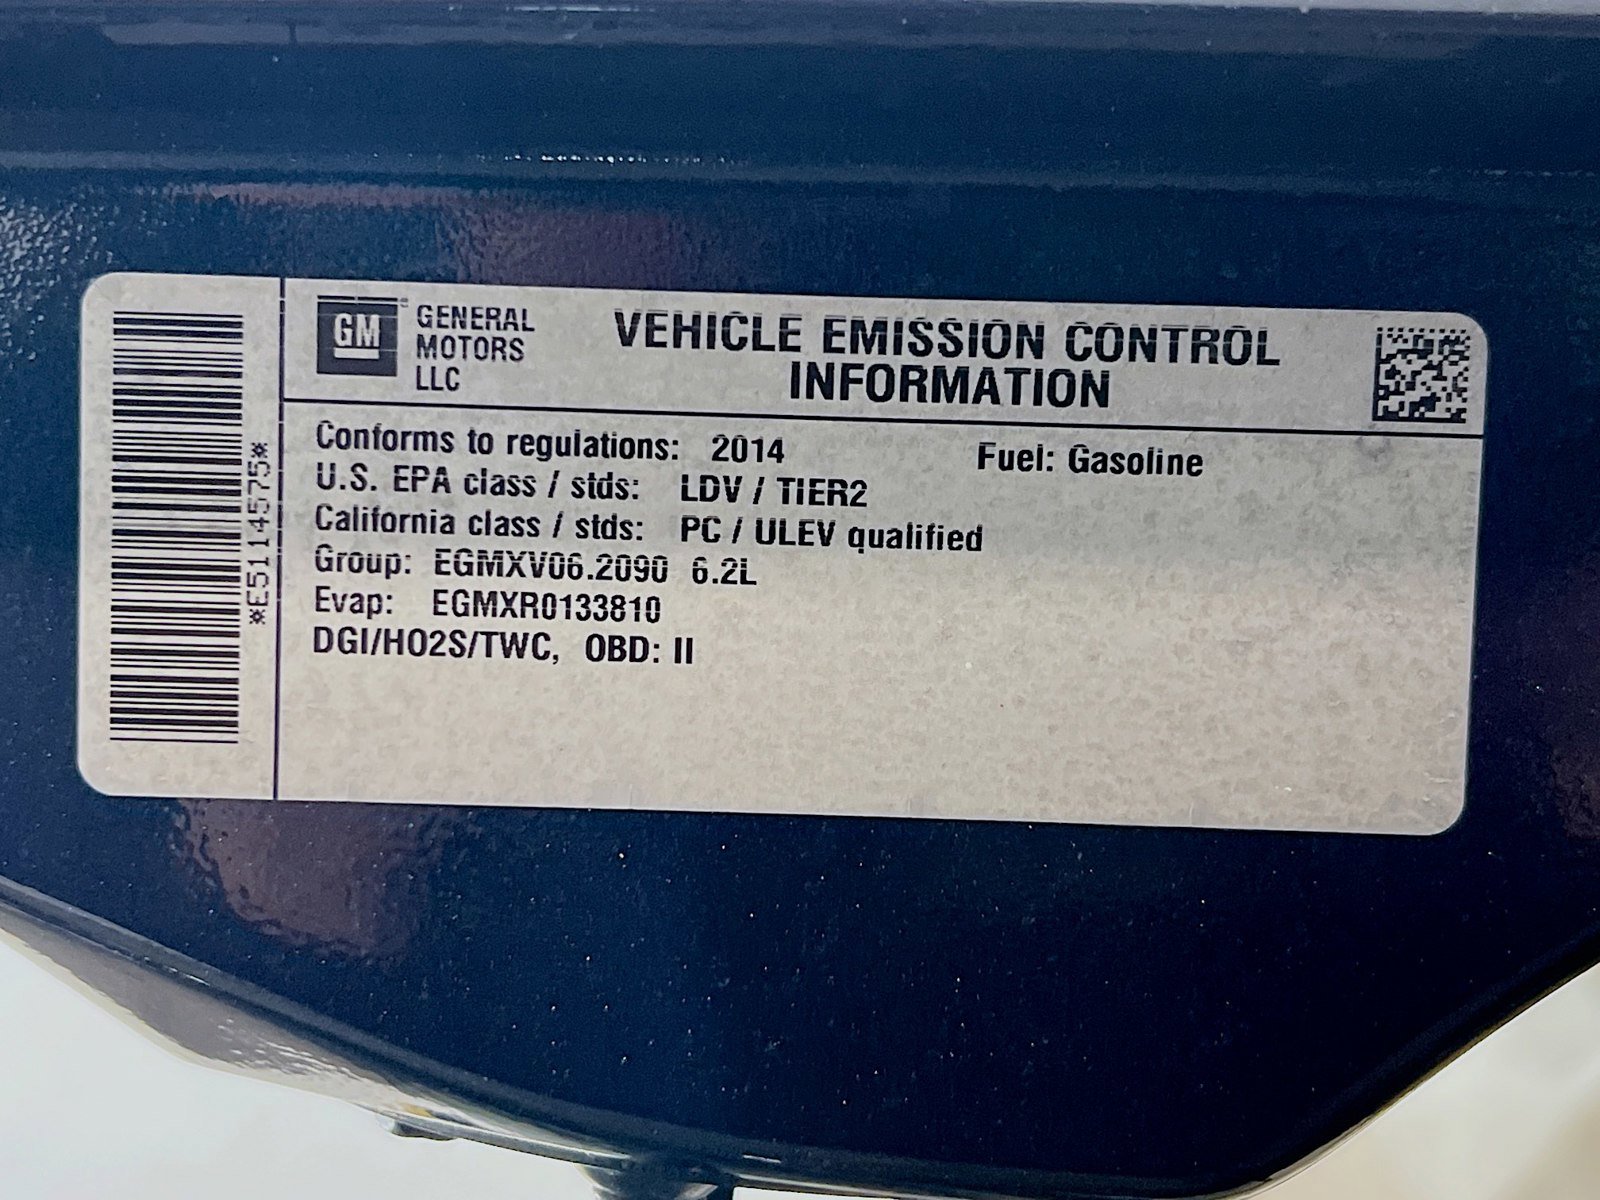 *E5114575*
GM GENERAL
MOTORS
LLC
VEHICLE EMISSION CONTROL
INFORMATION
Conforms to regulations: 2014 Fuel: Gasoline
U.S. EPA class / stds: LDV / TIER2
California class / stds: PC / ULEV qualified
Group: EGMXV06.2090 6.2L
Evap: EGMXR0133810
DGI/HO2S/TWC, OBD: II